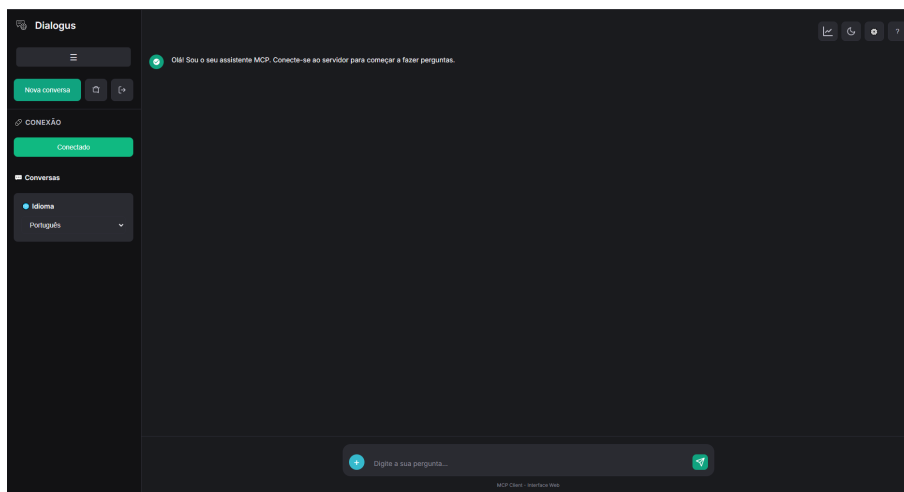 Dialogus
Nova conversa
CONEXÃO
Conectado
Conversas
Idioma
Português
Olá! Sou o seu assistente MCP. Conecte-se ao servidor para começar a fazer perguntas.
?
Digite a sua pergunta...
MCP Client - Interface Web